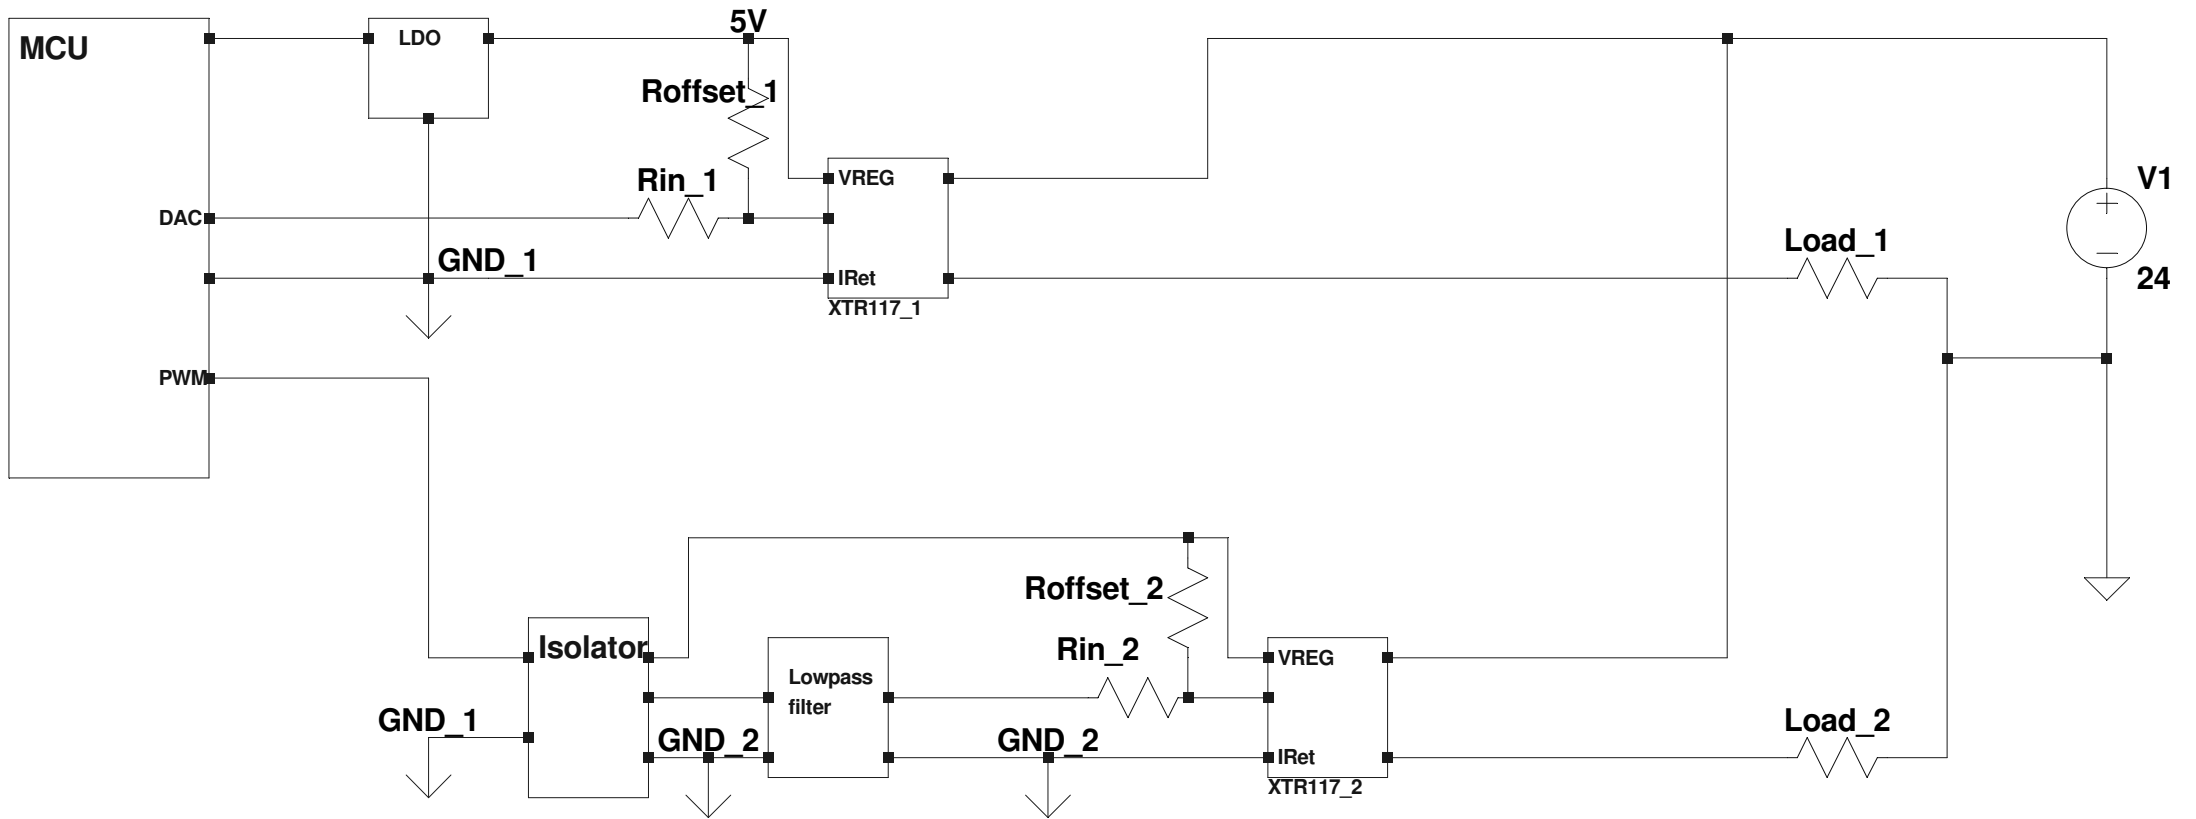 5V
MCU
LDO
Roffset_1
Rin_1
VREG
V1
DAC
Load_1
GND_1
IRet
24
XTR117_1
PWM
Roffset_2
Isolator
Rin_2
VREG
Lowpass
filter
GND_1
Load_2
GND_2
GND_2
IRet
XTR117_2